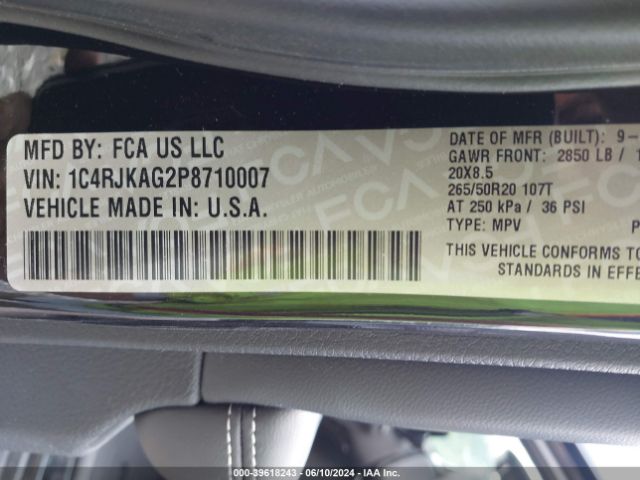 MFD BY: FCA US LLC
VIN: 1C4RJKAG2P8710007
VEHICLE MADE IN: U.S.A.
DATE OF MFR (BUILT): 9-
GAWR FRONT: 2850 LB /
20X8.5
265/50R20 107T
AT 250 kPa / 36 PSI
TYPE: MPV
THIS VEHICLE CONFORMS TO
STANDARDS IN EFFE
000-39618243 - 06/10/2024 - IAA Inc.